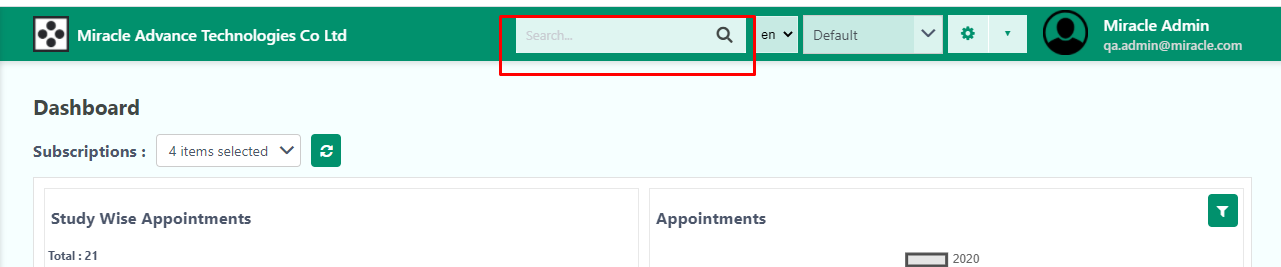 Miracle Advance Technologies Co Ltd
Search...
en
Default
Miracle Admin
qa.admin@miracle.com
Dashboard
Subscriptions :
4 items selected
Study Wise Appointments
Total : 21
Appointments
2020